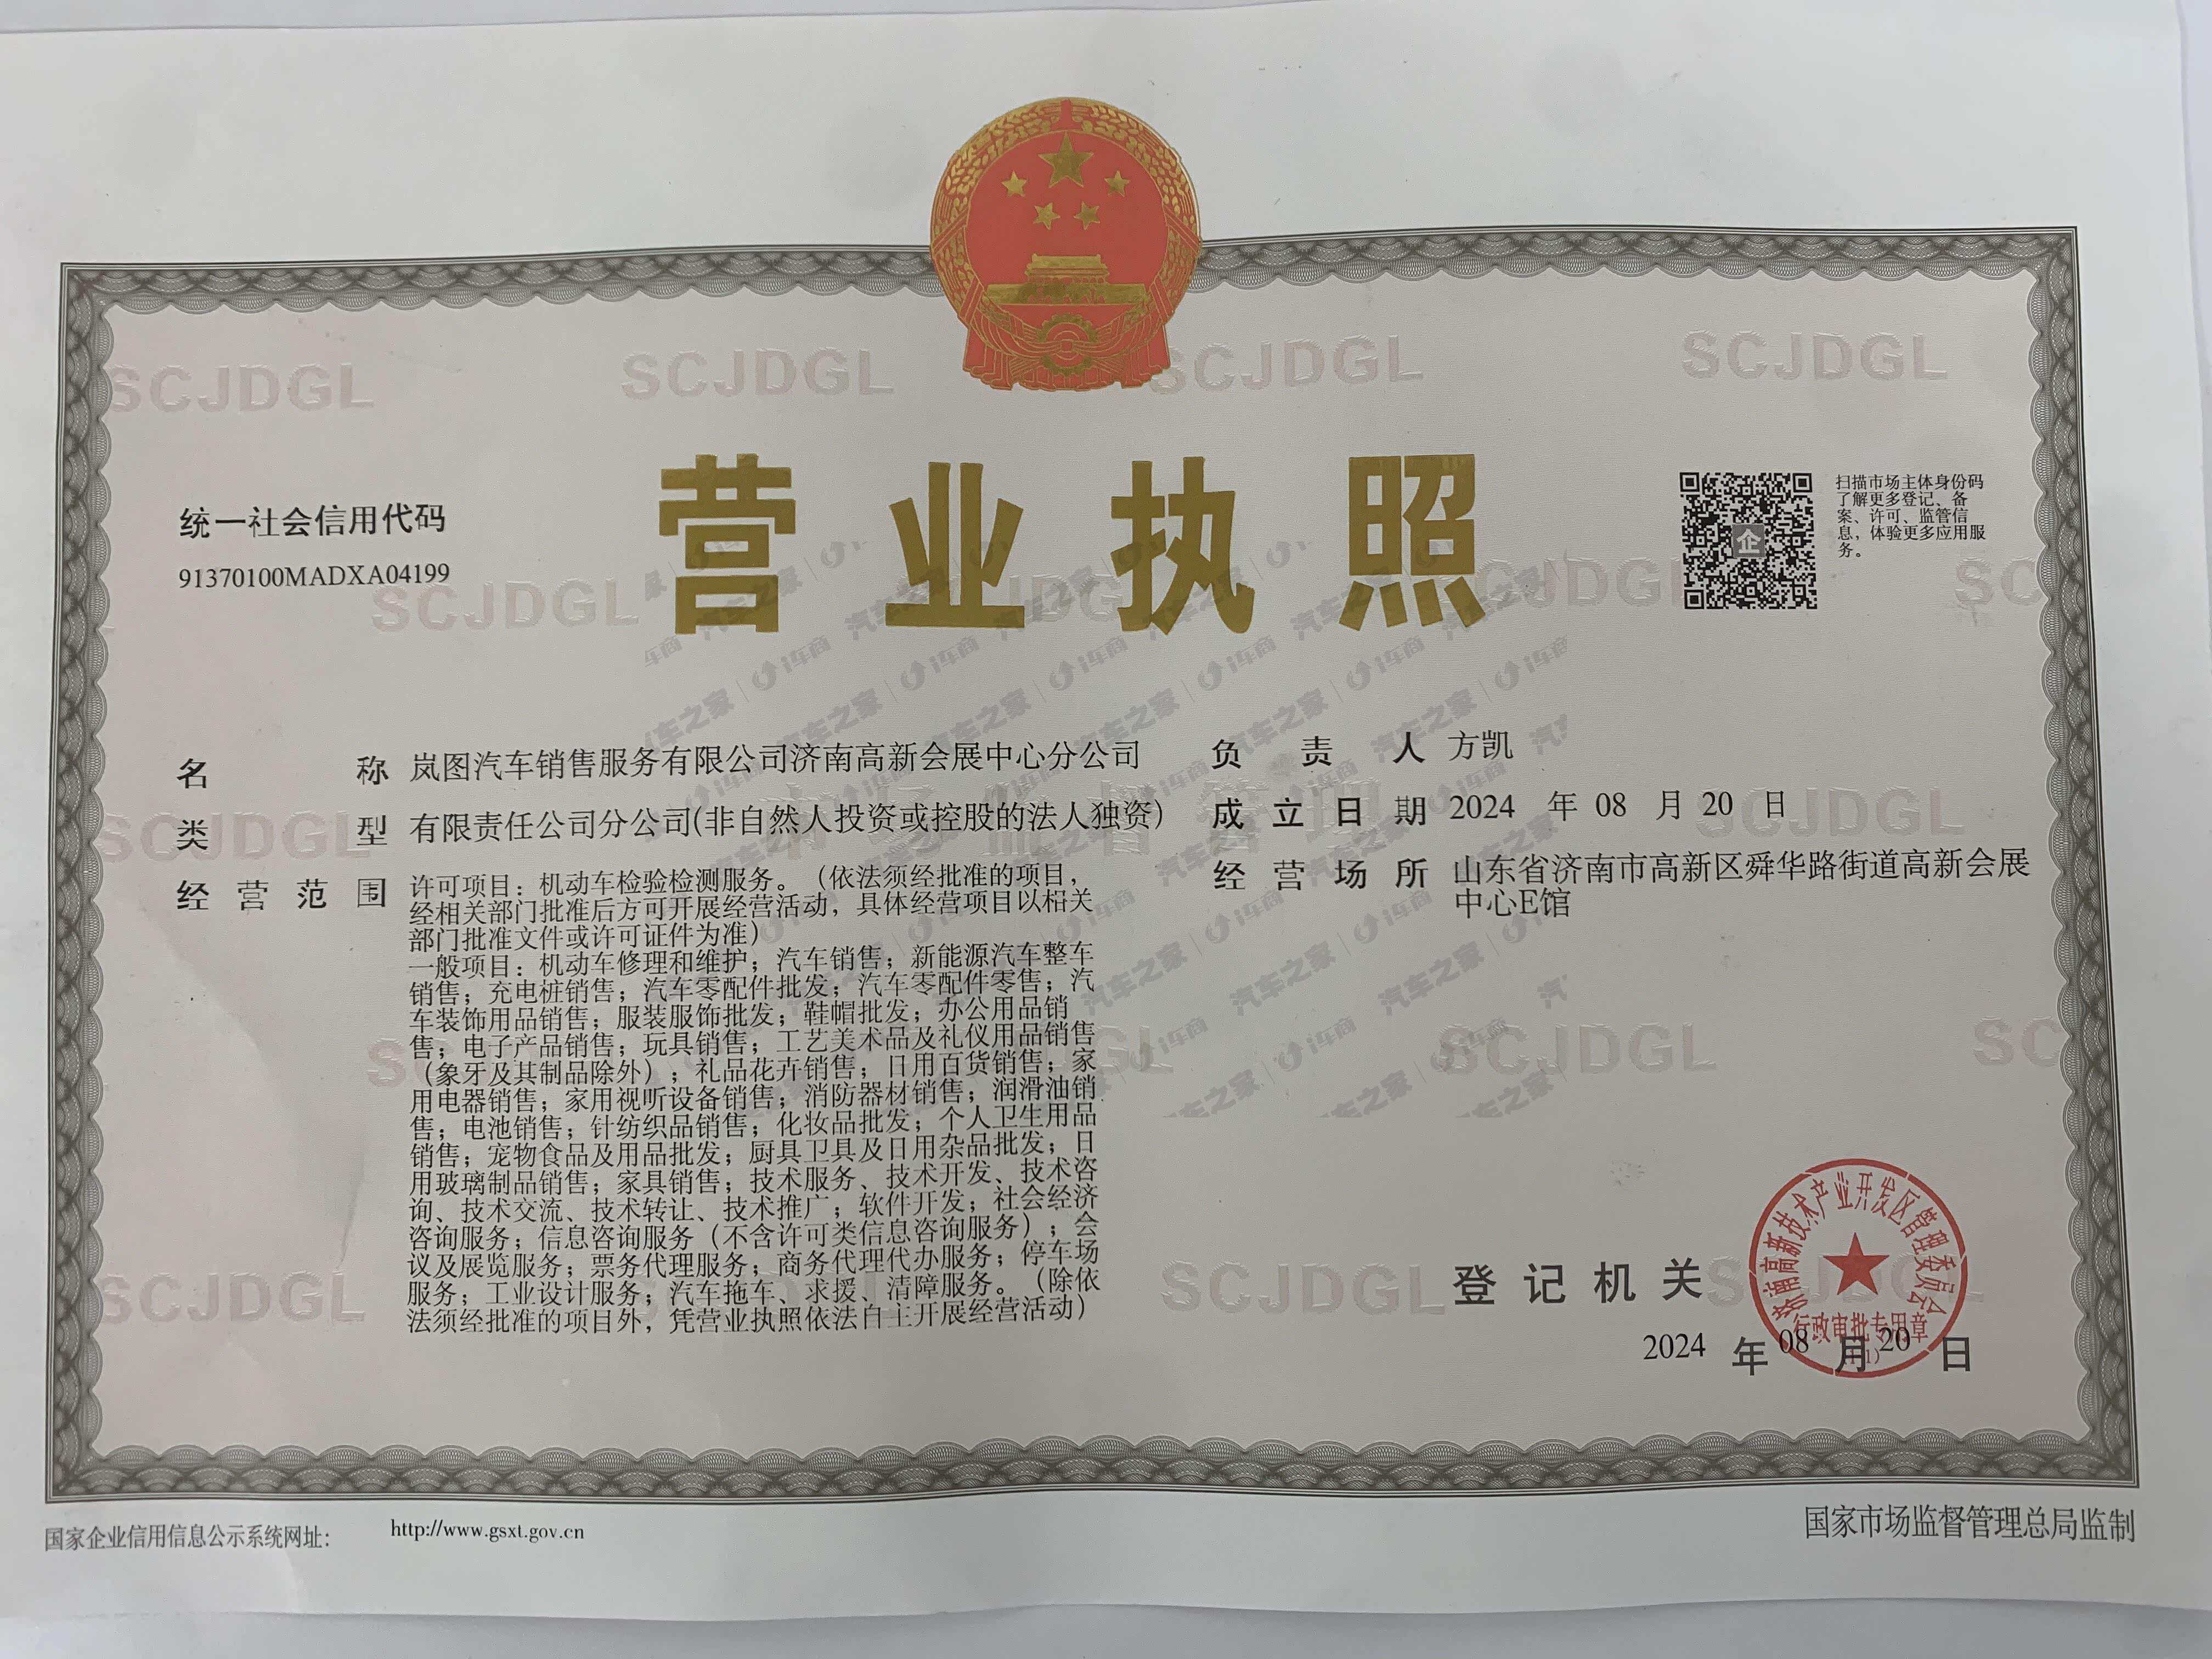 营业执照
统一社会信用代码
91370100MADXA04199
扫描市场主体身份码
了解更多登记、备
案、许可、监管信
息，体验更多应用服
务。
名称 岚图汽车销售服务有限公司济南高新会展中心分公司
类型 有限责任公司分公司(非自然人投资或控股的法人独资)
经营范围 许可项目：机动车检验检测服务。（依法须经批准的项目，
经相关部门批准后方可开展经营活动，具体经营项目以相关
部门批准文件或许可证件为准）
一般项目：机动车修理和维护；汽车销售；新能源汽车整车
销售；充电桩销售；汽车零配件批发；汽车零配件零售；汽
车装饰用品销售；服装服饰批发；鞋帽批发；办公用品销
售；电子产品销售；玩具销售；工艺美术品及礼仪用品销售
（象牙及其制品除外）；礼品花卉销售；日用百货销售；家
用电器销售；家用视听设备销售；消防器材销售；润滑油销
售；电池销售；针纺织品销售；化妆品批发；个人卫生用品
销售；宠物食品及用品批发；厨具卫具及日用杂品批发；日
用玻璃制品销售；家具销售；技术服务、技术开发、技术咨
询、技术交流、技术转让、技术推广；软件开发；社会经济
咨询服务；信息咨询服务（不含许可类信息咨询服务）；会
议及展览服务；票务代理服务；商务代理代办服务；停车场
服务；工业设计服务；汽车拖车、求援、清障服务。（除依
法须经批准的项目外，凭营业执照依法自主开展经营活动）
负责人 方凯
成立日期 2024 年 08 月 20 日
经营场所 山东省济南市高新区舜华路街道高新会展
中心E馆
登记机关
济南高新技术产业开发区管理委员会
行政审批专用章
2024 年 08 月 20 日
国家企业信用信息公示系统网址： http://www.gsxt.gov.cn
国家市场监督管理总局监制